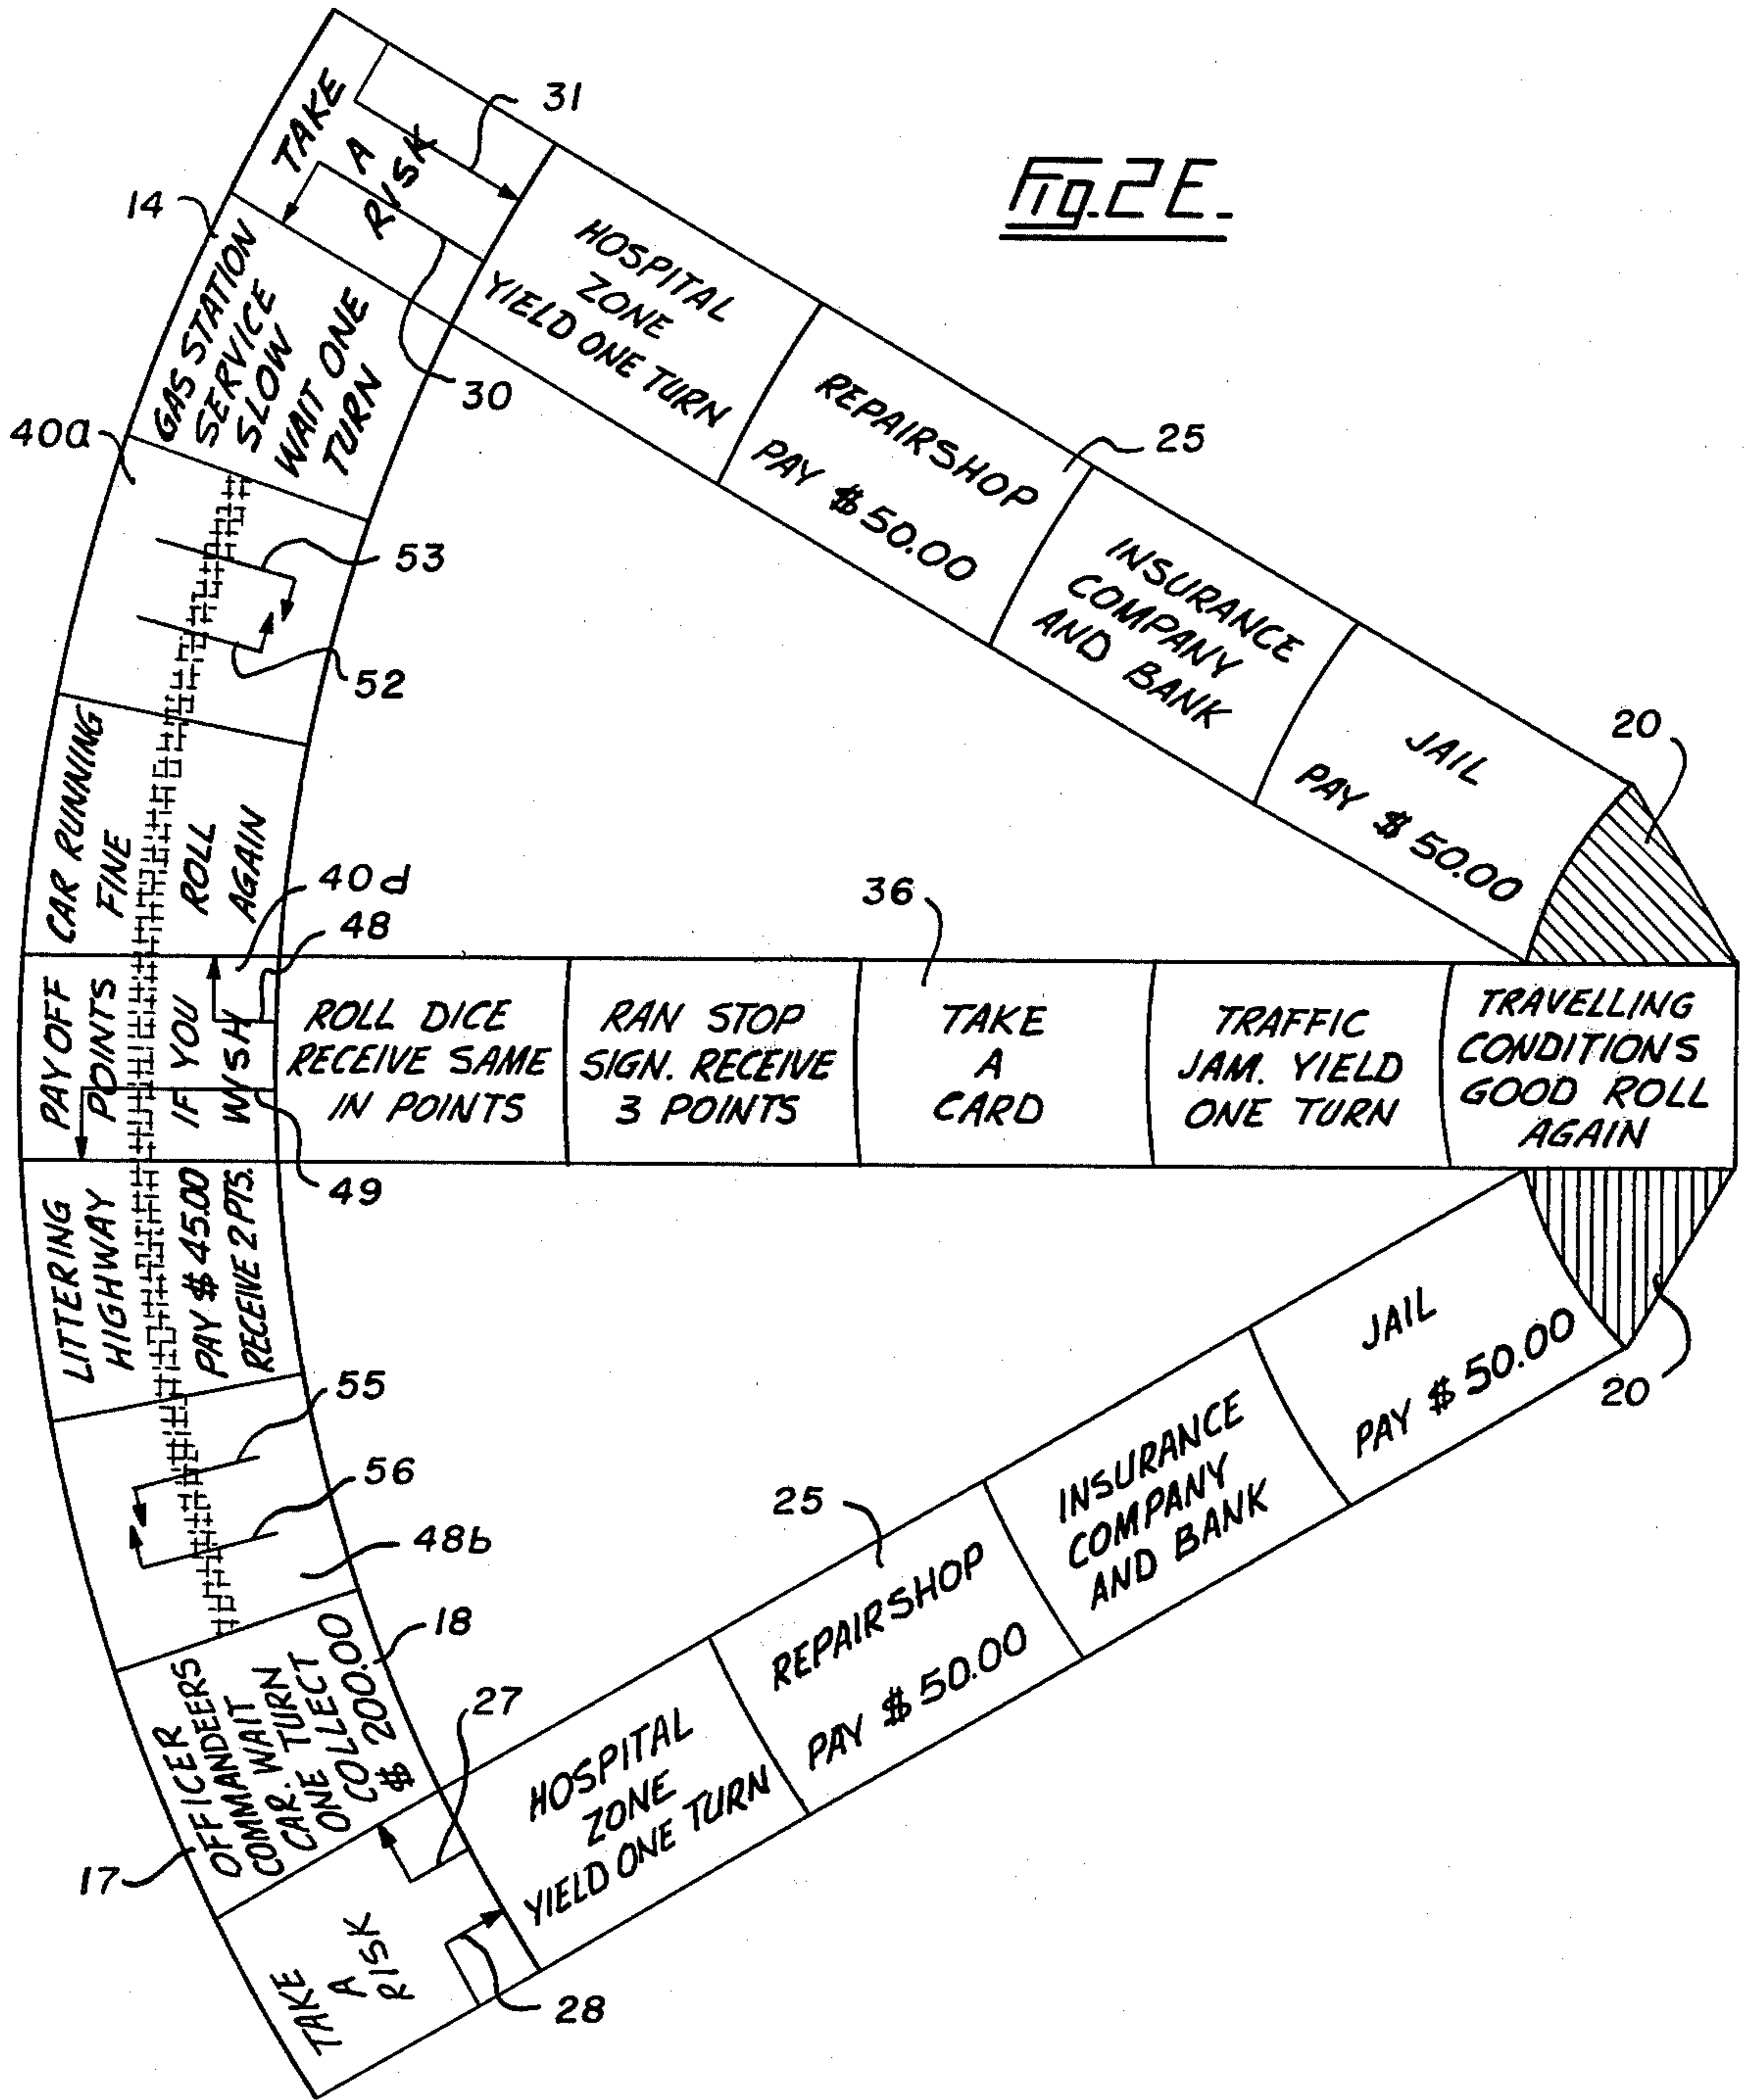 Fig. 2E.
31
TAKE
A
RISK
14
30
GAS STATION
SERVICE
SLOW
WAIT ONE
TURN
40a
53
52
CAR RUNNING
FINE
ROLL
AGAIN
40d
48
PAY OFF
POINTS
IF YOU
WISH
49
LITTERING
HIGHWAY
PAY $ 45.00
RECEIVE 2 PTS.
55
56
48b
18
OFFICER
COMMANDEERS
CAR. WAIT
ONE TURN
COLLECT
$ 200.00
17
27
TAKE
A
RISK
28
HOSPITAL
ZONE
YIELD ONE TURN
REPAIRSHOP
PAY $ 50.00
25
INSURANCE
COMPANY
AND BANK
JAIL
PAY $ 50.00
20
ROLL DICE
RECEIVE SAME
IN POINTS
RAN STOP
SIGN. RECEIVE
3 POINTS
36
TAKE
A
CARD
TRAFFIC
JAM. YIELD
ONE TURN
TRAVELLING
CONDITIONS
GOOD ROLL
AGAIN
HOSPITAL
ZONE
YIELD ONE TURN
25
REPAIRSHOP
PAY $ 50.00
INSURANCE
COMPANY
AND BANK
JAIL
PAY $ 50.00
20